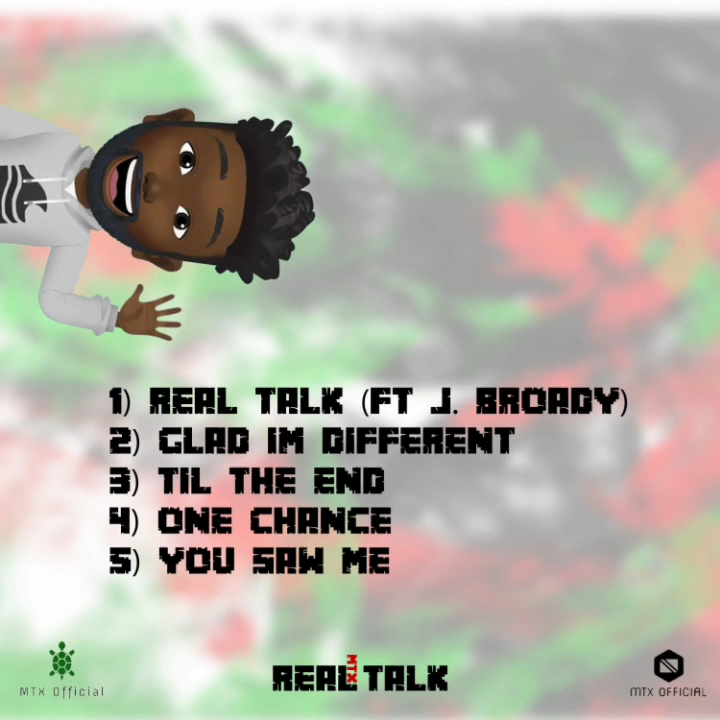 1) REAL TALK (FT J. BROADY)
2) GLAD IM DIFFERENT
3) TIL THE END
4) ONE CHANCE
5) YOU SAW ME
REAL MTX TALK
MTX Official
MTX OFFICIAL